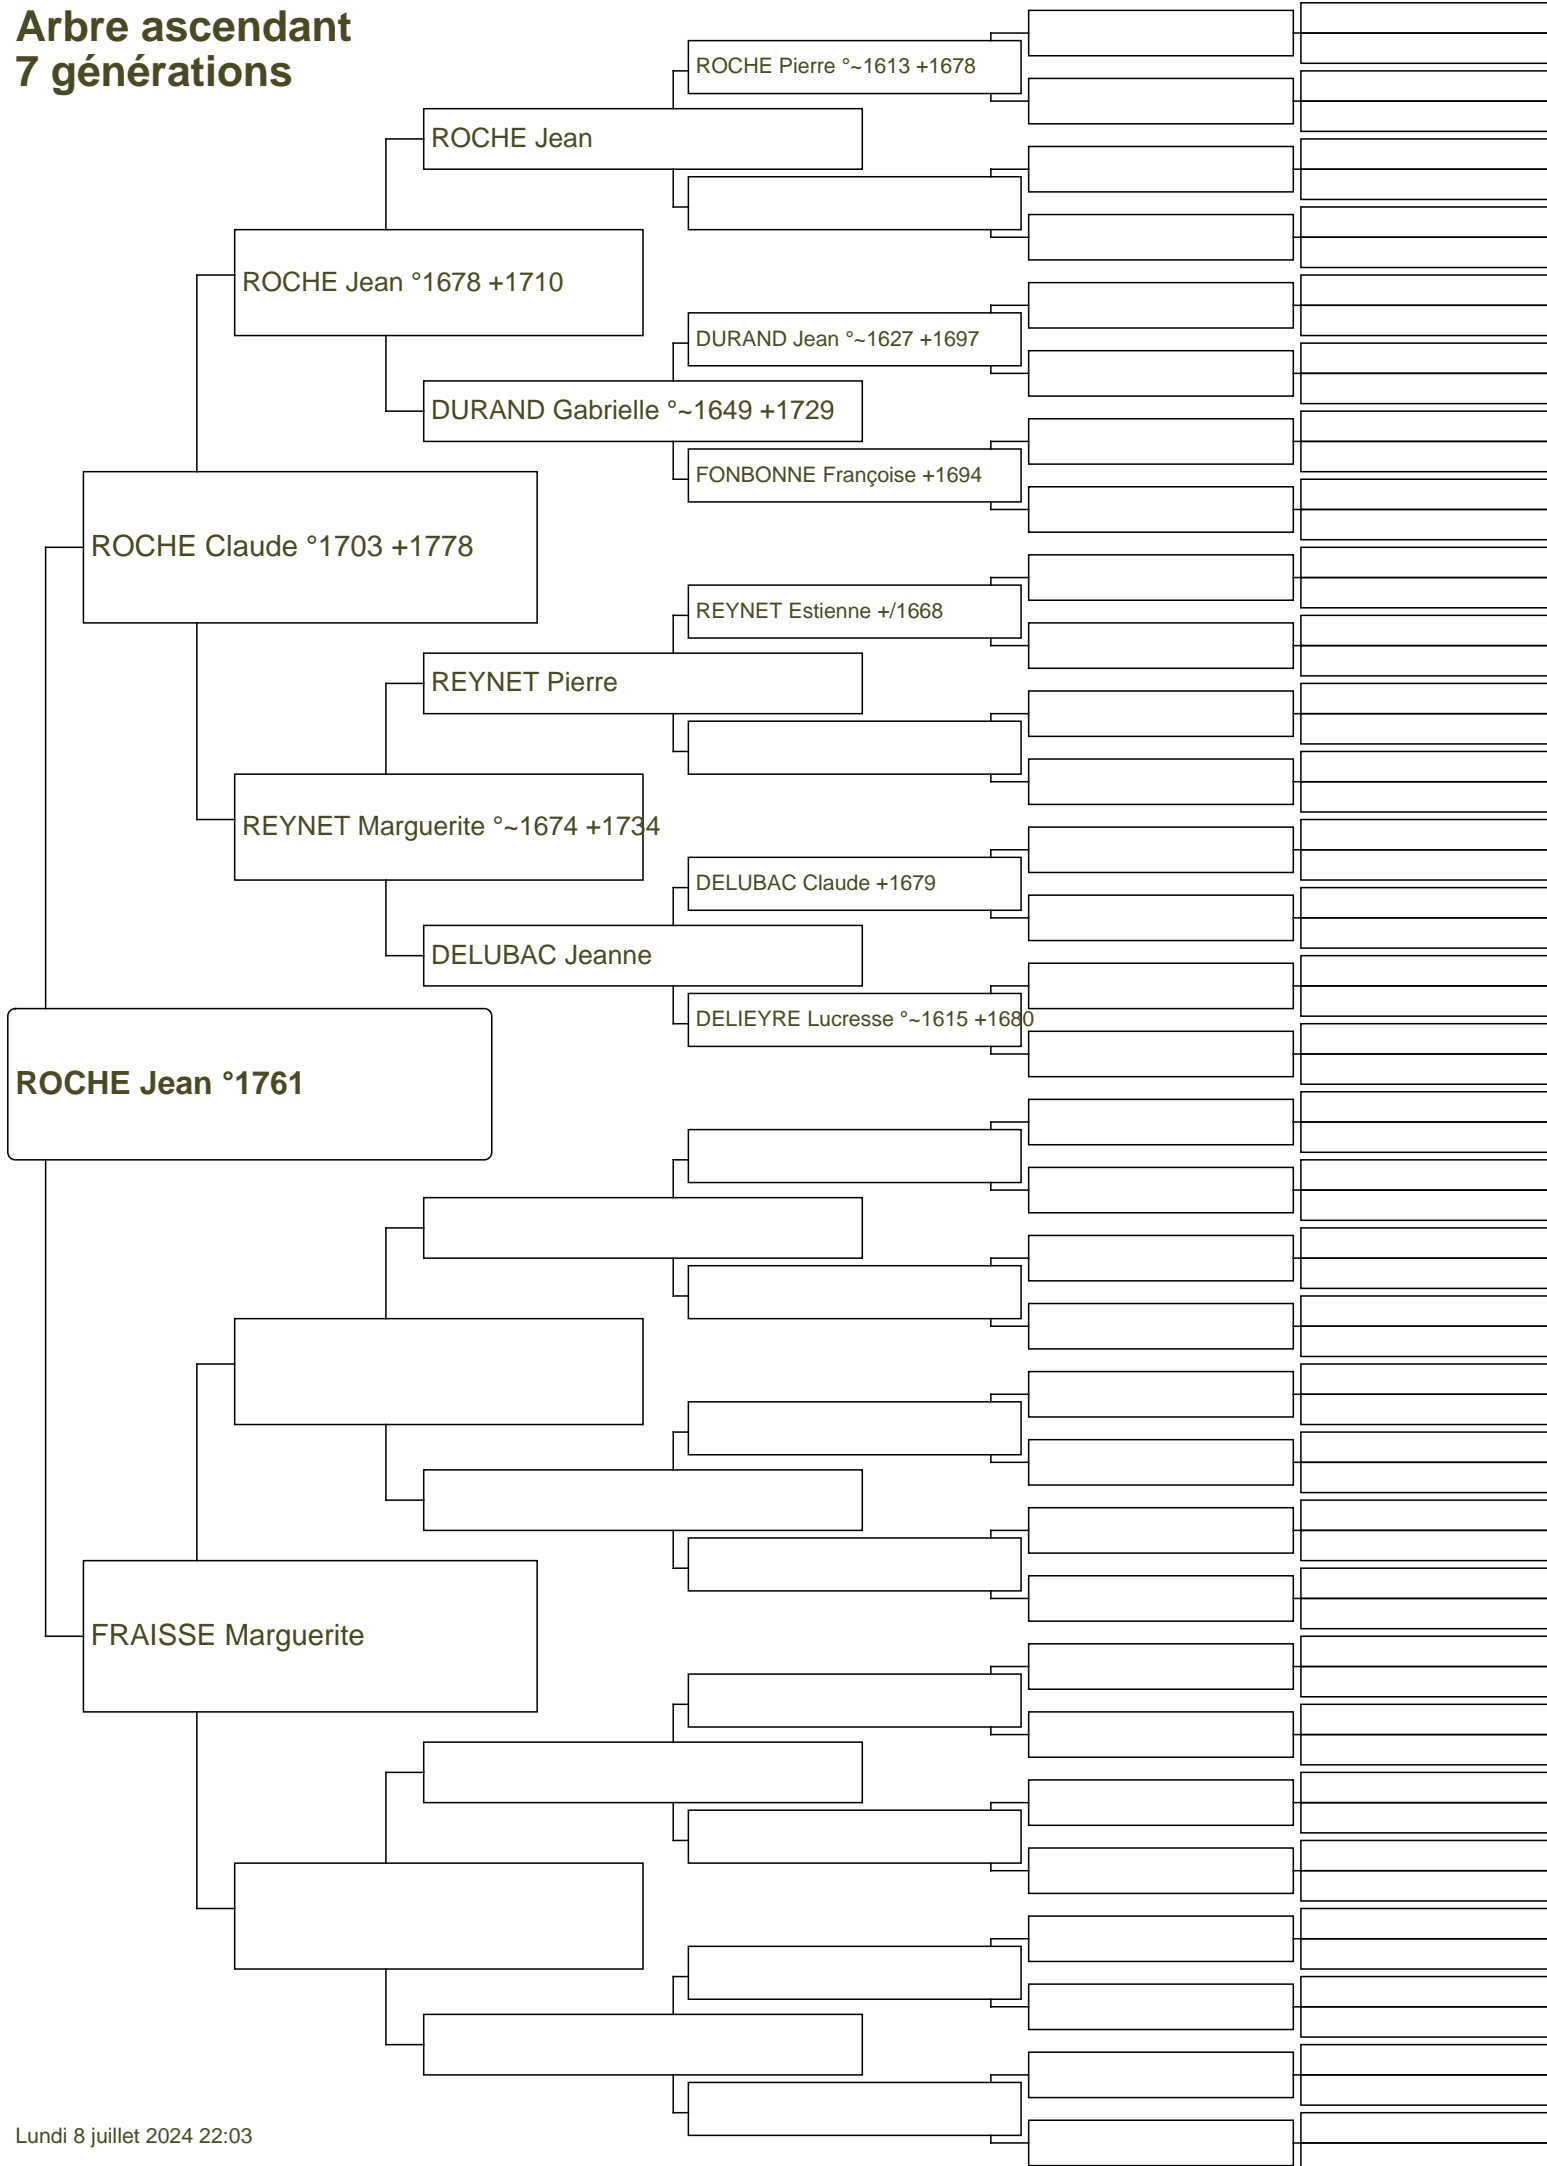 Arbre ascendant
7 générations
ROCHE Pierre °~1613 +1678
ROCHE Jean
ROCHE Jean °1678 +1710
DURAND Jean °~1627 +1697
DURAND Gabrielle °~1649 +1729
FONBONNE Françoise +1694
ROCHE Claude °1703 +1778
REYNET Estienne +/1668
REYNET Pierre
REYNET Marguerite °~1674 +1734
DELUBAC Claude +1679
DELUBAC Jeanne
DELIEYRE Lucresse °~1615 +1680
ROCHE Jean °1761
FRAISSE Marguerite
Lundi 8 juillet 2024 22:03